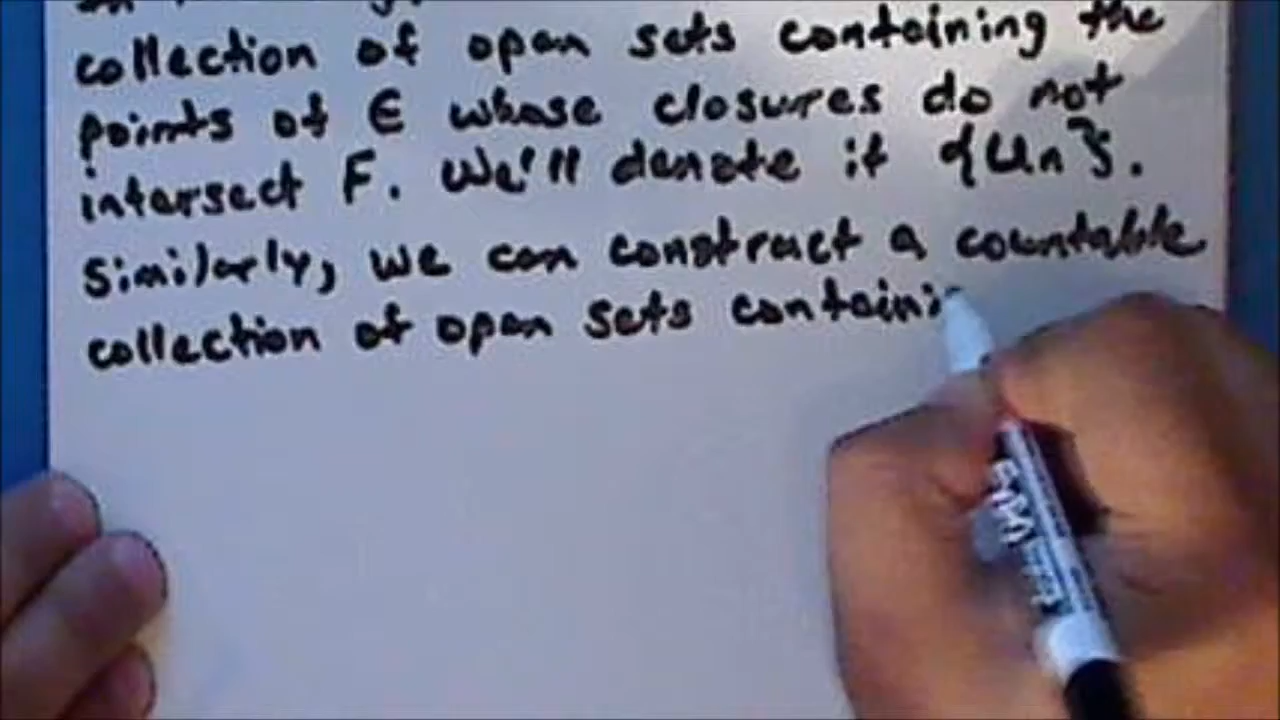 collection of open sets containing the
points of E whose closures do not
intersect F. We'll denote it {Un}.
Similarly, we can construct a countable
collection of open sets containi
EXPO